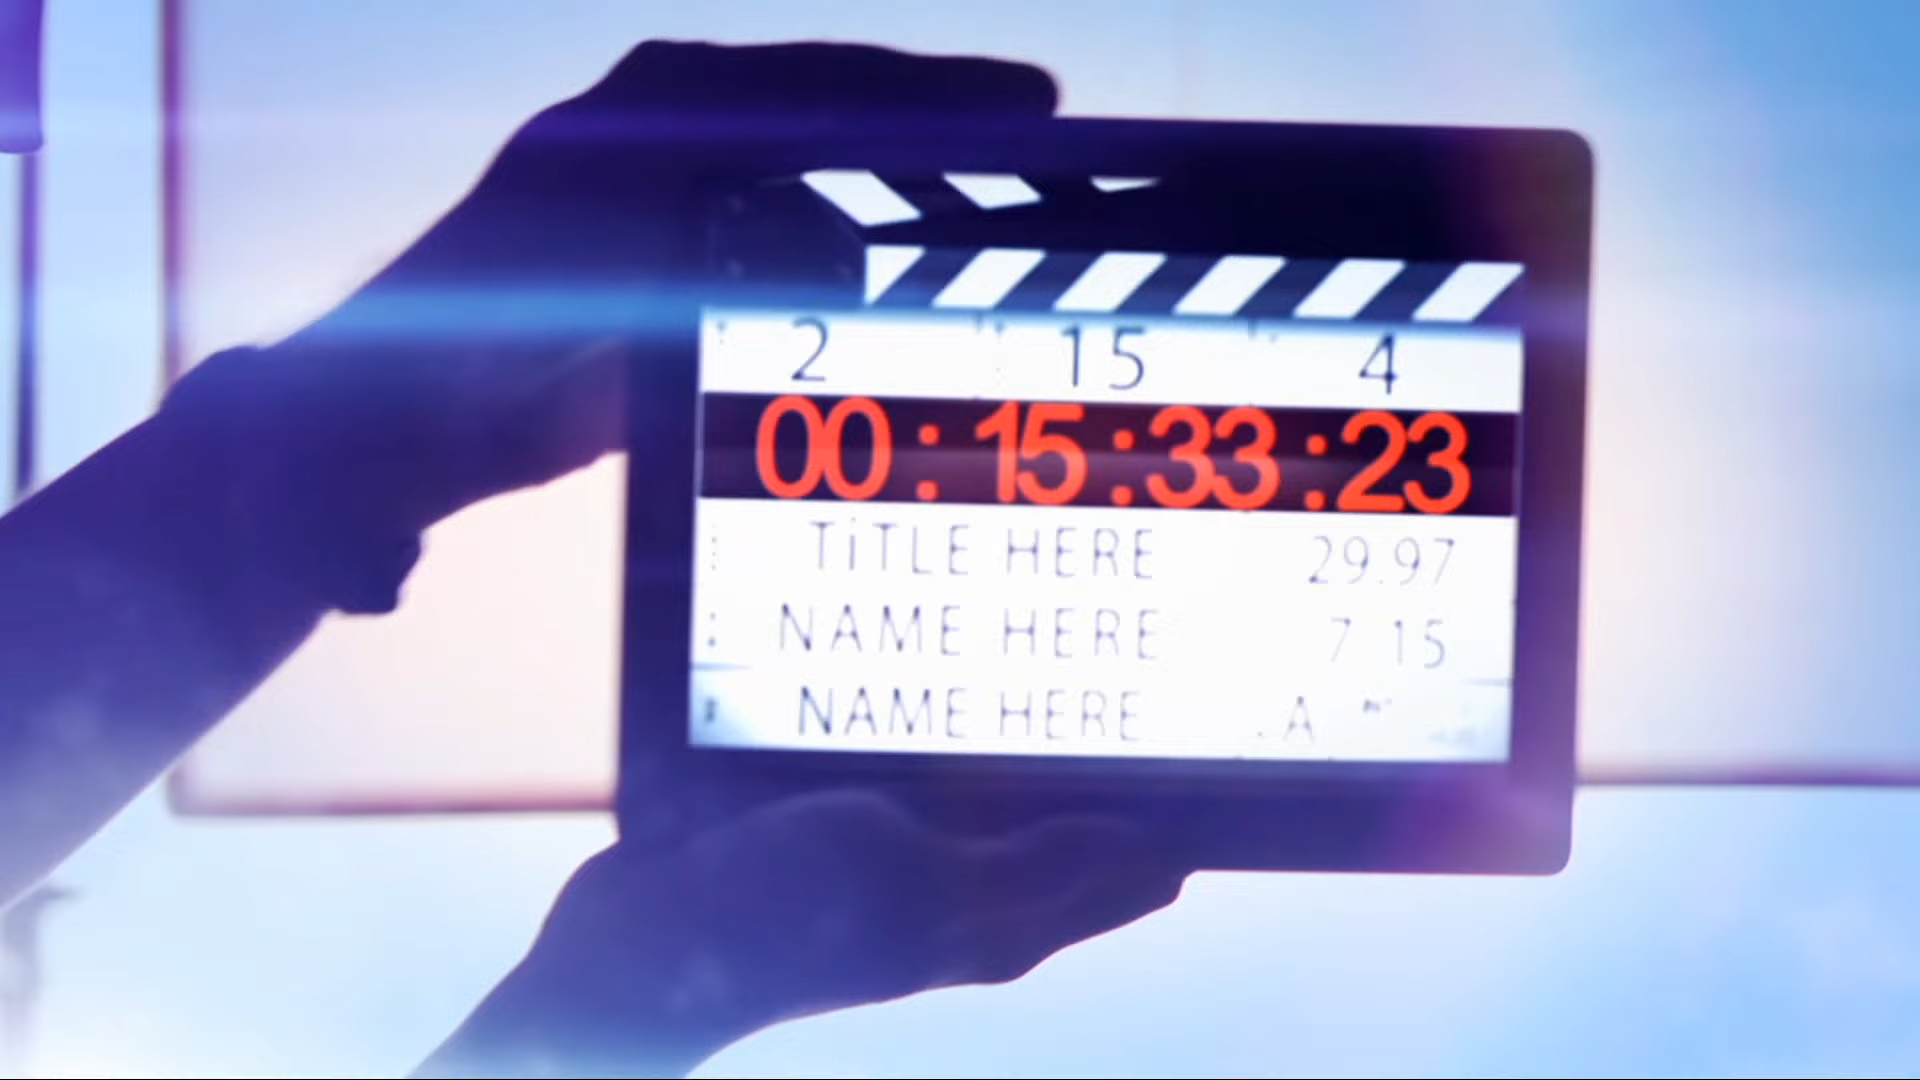 2 15 4
00:15:33:23
TiTLE HERE 29.97
NAME HERE 7 15
NAME HERE A